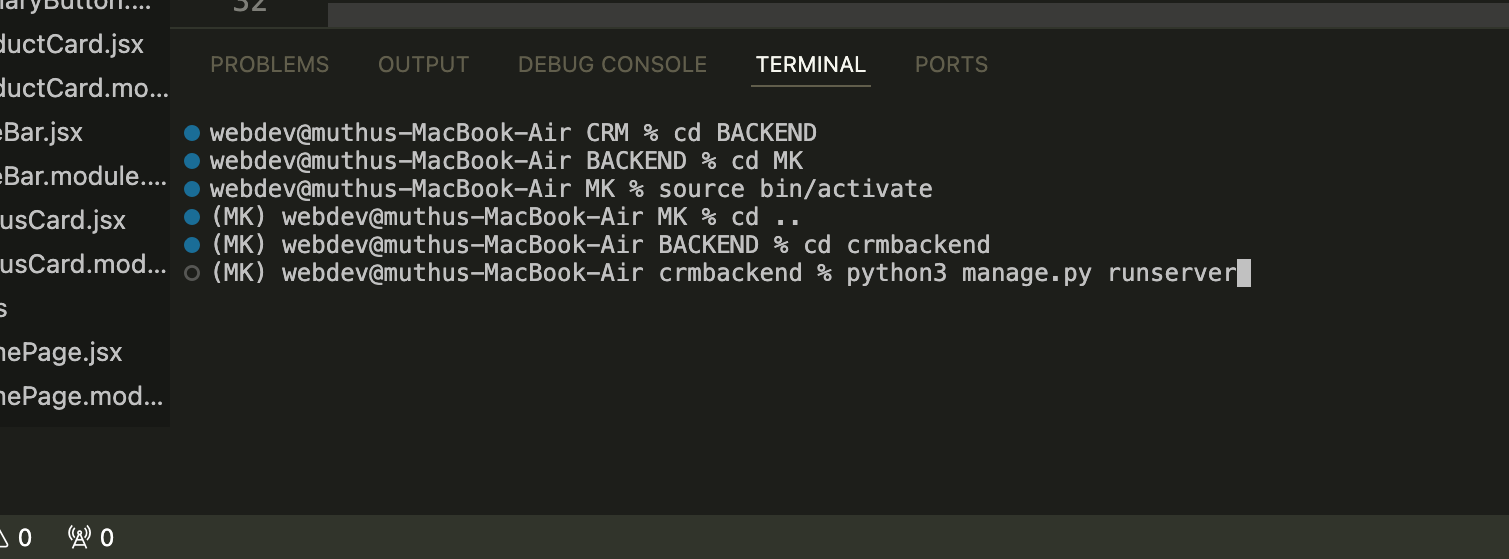 32
ductCard.jsx
ductCard.mo...
eBar.jsx
eBar.module....
usCard.jsx
usCard.mod...
s
nePage.jsx
nePage.mod...
PROBLEMS OUTPUT DEBUG CONSOLE TERMINAL PORTS
webdev@muthus-MacBook-Air CRM % cd BACKEND
webdev@muthus-MacBook-Air BACKEND % cd MK
webdev@muthus-MacBook-Air MK % source bin/activate
(MK) webdev@muthus-MacBook-Air MK % cd ..
(MK) webdev@muthus-MacBook-Air BACKEND % cd crmbackend
(MK) webdev@muthus-MacBook-Air crmbackend % python3 manage.py runserver
0 0